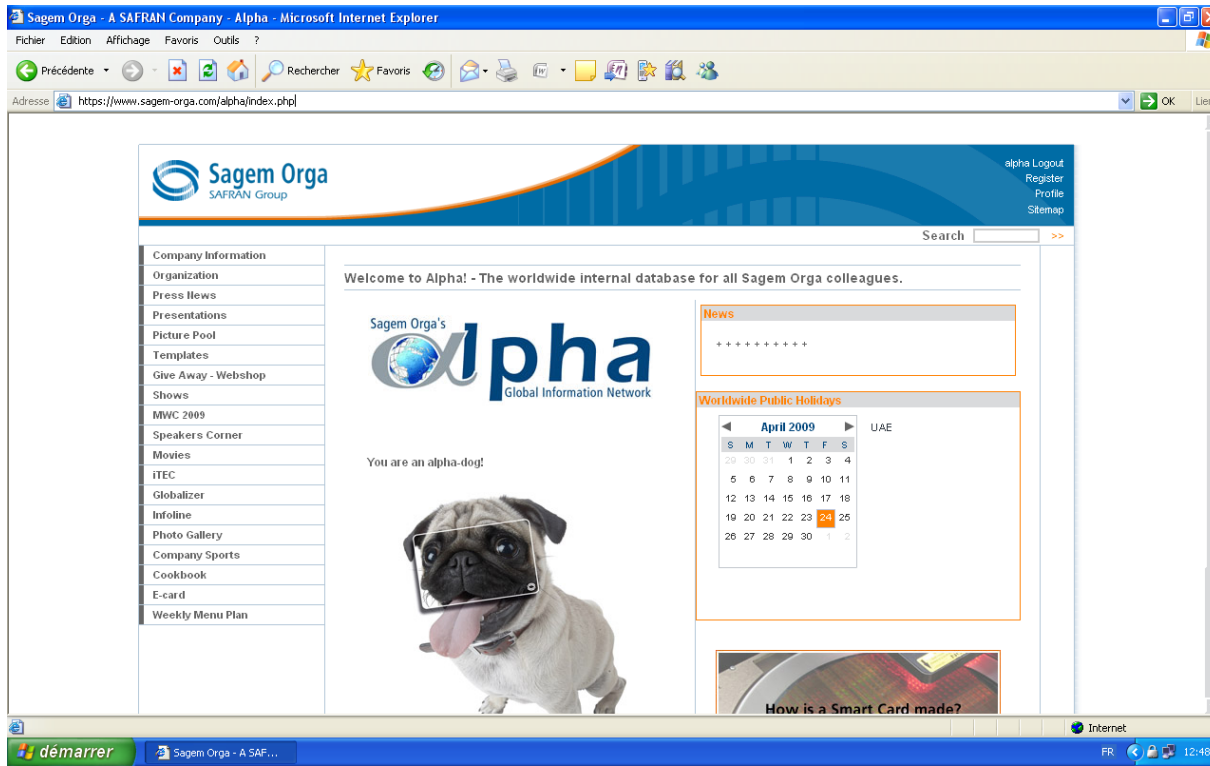 Sagem Orga - A SAFRAN Company - Alpha - Microsoft Internet Explorer
Fichier Edition Affichage Favoris Outils ?
Précédente Rechercher Favoris
Adresse https://www.sagem-orga.com/alpha/index.php OK Lien
Sagem Orga
SAFRAN Group
alpha Logout
Register
Profile
Sitemap
Search >>
Company Information
Organization
Press News
Presentations
Picture Pool
Templates
Give Away - Webshop
Shows
MWC 2009
Speakers Corner
Movies
iTEC
Globalizer
Infoline
Photo Gallery
Company Sports
Cookbook
E-card
Weekly Menu Plan
Welcome to Alpha! - The worldwide internal database for all Sagem Orga colleagues.
Sagem Orga's
alpha
Global Information Network
You are an alpha-dog!
News
+ + + + + + + + + +
Worldwide Public Holidays
April 2009 UAE
S M T W T F S
29 30 31 1 2 3 4
5 6 7 8 9 10 11
12 13 14 15 16 17 18
19 20 21 22 23 24 25
26 27 28 29 30 1 2
How is a Smart Card made?
Internet
démarrer Sagem Orga - A SAF... FR 12:48